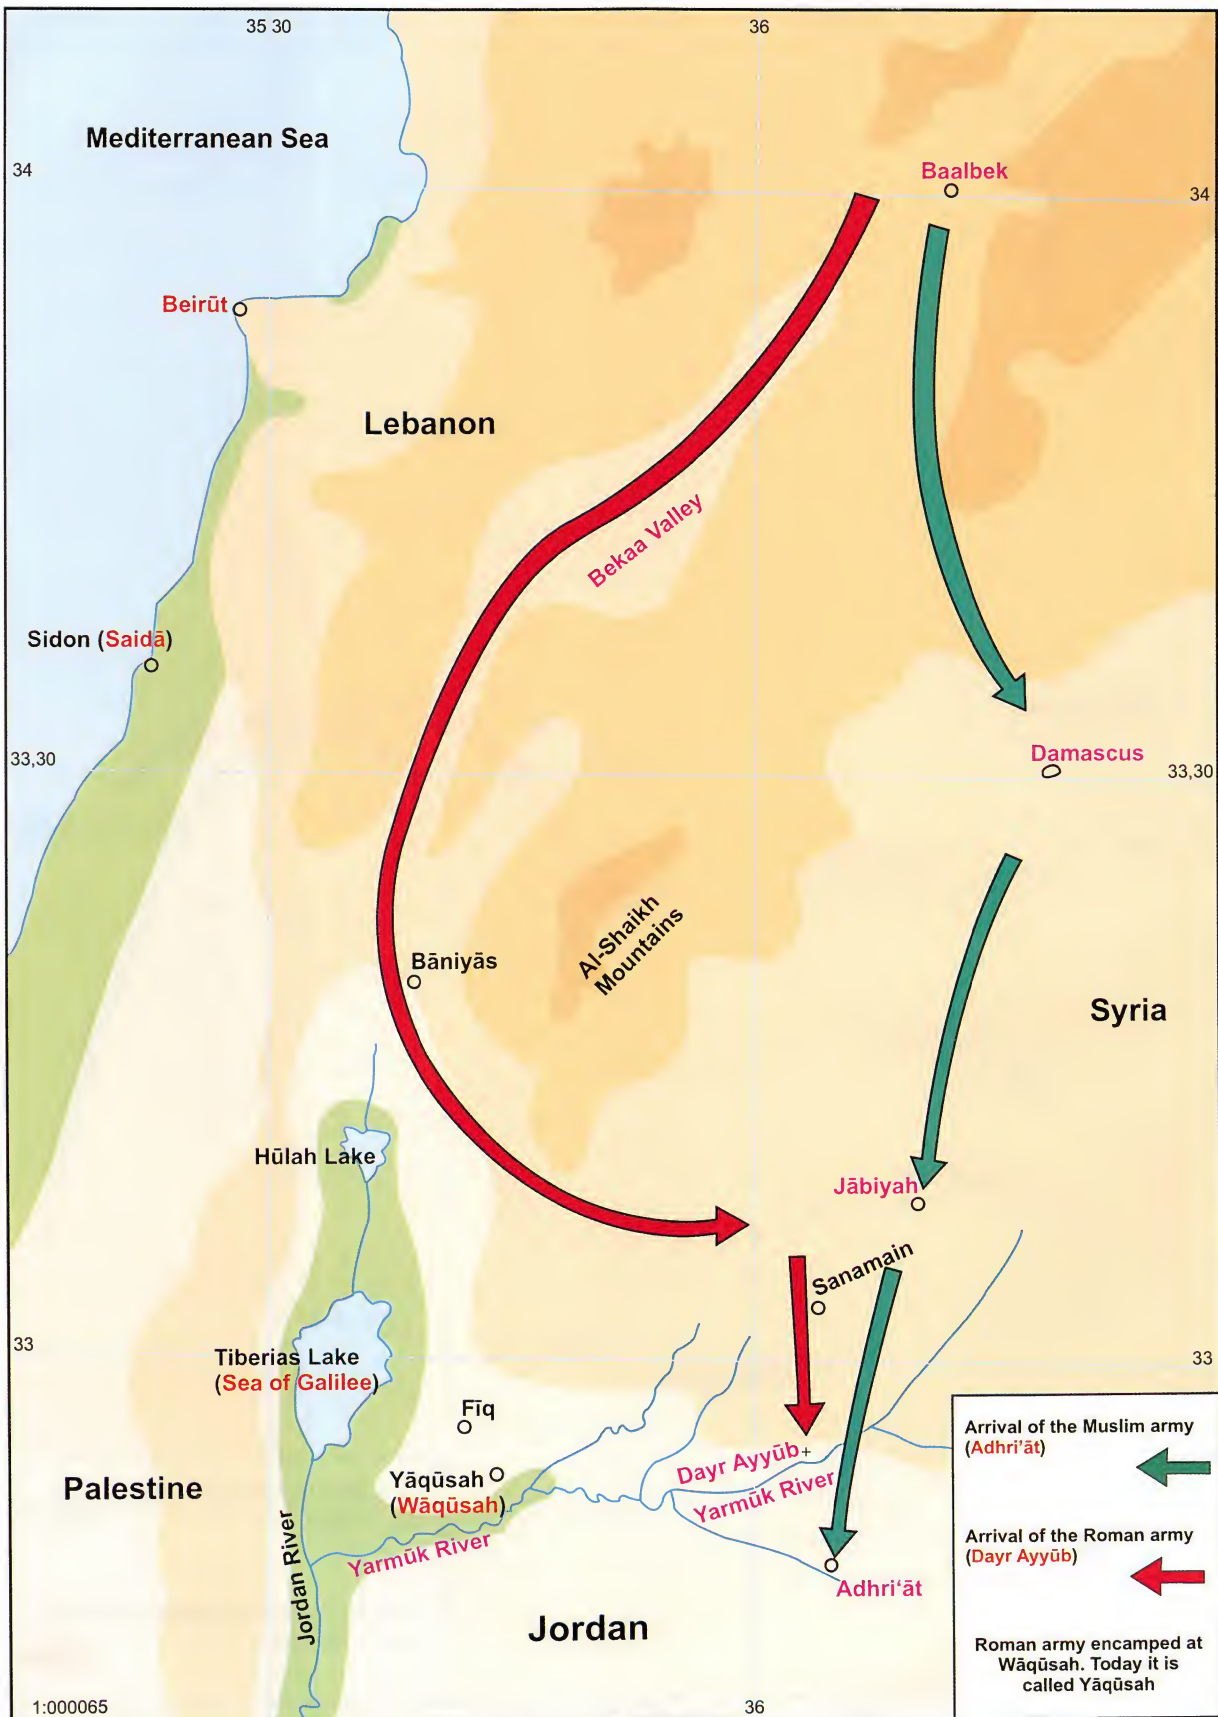 35 30
36
Mediterranean Sea
34
Baalbek
34
Beirūt
Lebanon
Bekaa Valley
Sidon (Saidā)
33,30
Damascus
33,30
Al-Shaikh
Mountains
Bāniyās
Syria
Hūlah Lake
Jābiyah
Sanamain
33
33
Tiberias Lake
(Sea of Galilee)
Fīq
Dayr Ayyūb
Yāqūsah
(Wāqūsah)
Palestine
Yarmūk River
Yarmūk River
Jordan River
Adhri‘āt
Jordan
Arrival of the Muslim army
(Adhri'āt)
Arrival of the Roman army
(Dayr Ayyūb)
Roman army encamped at
Wāqūsah. Today it is
called Yāqūsah
1:000065
36